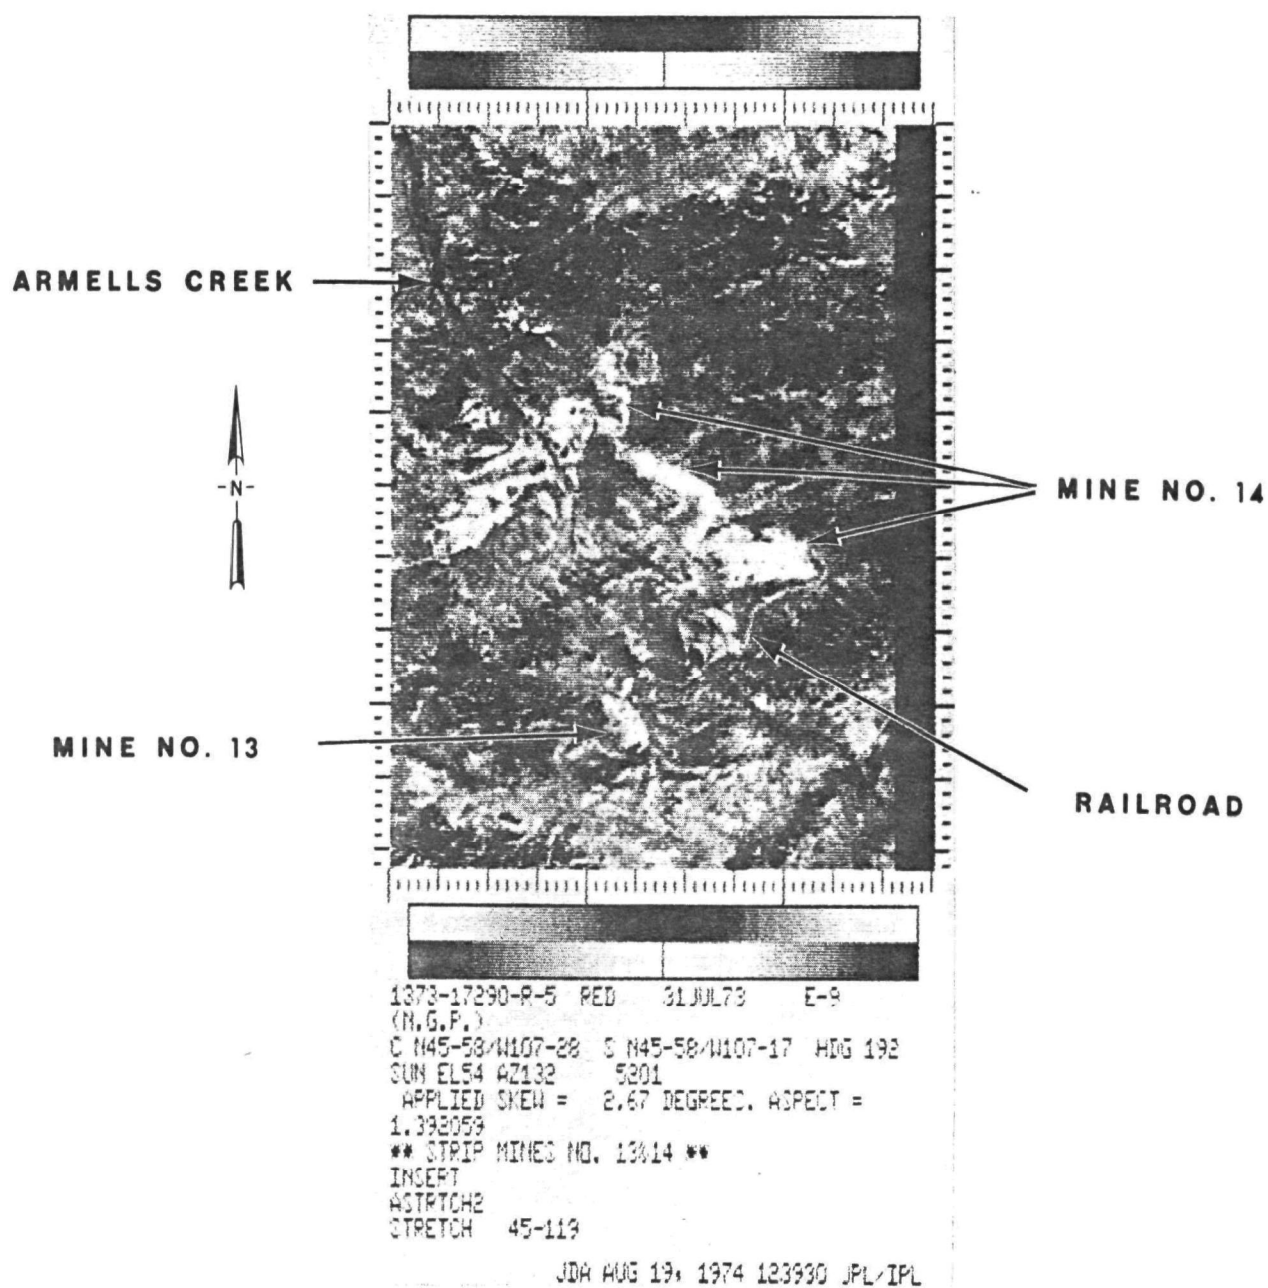 ARMELLS CREEK
-N-
MINE NO. 14
MINE NO. 13
RAILROAD
1373-17290-R-5 RED 31JUL73 E-9
(N.G.P.)
C N45-58/W107-28 S N45-58/W107-17 HDG 192
SUN EL54 AZ132 5201
APPLIED SKEW = 2.67 DEGREES. ASPECT =
1.392059
** STRIP MINES NO. 13&14 **
INSERT
ASTRTCH2
STRETCH 45-119
JDA AUG 19, 1974 123930 JPL/IPL